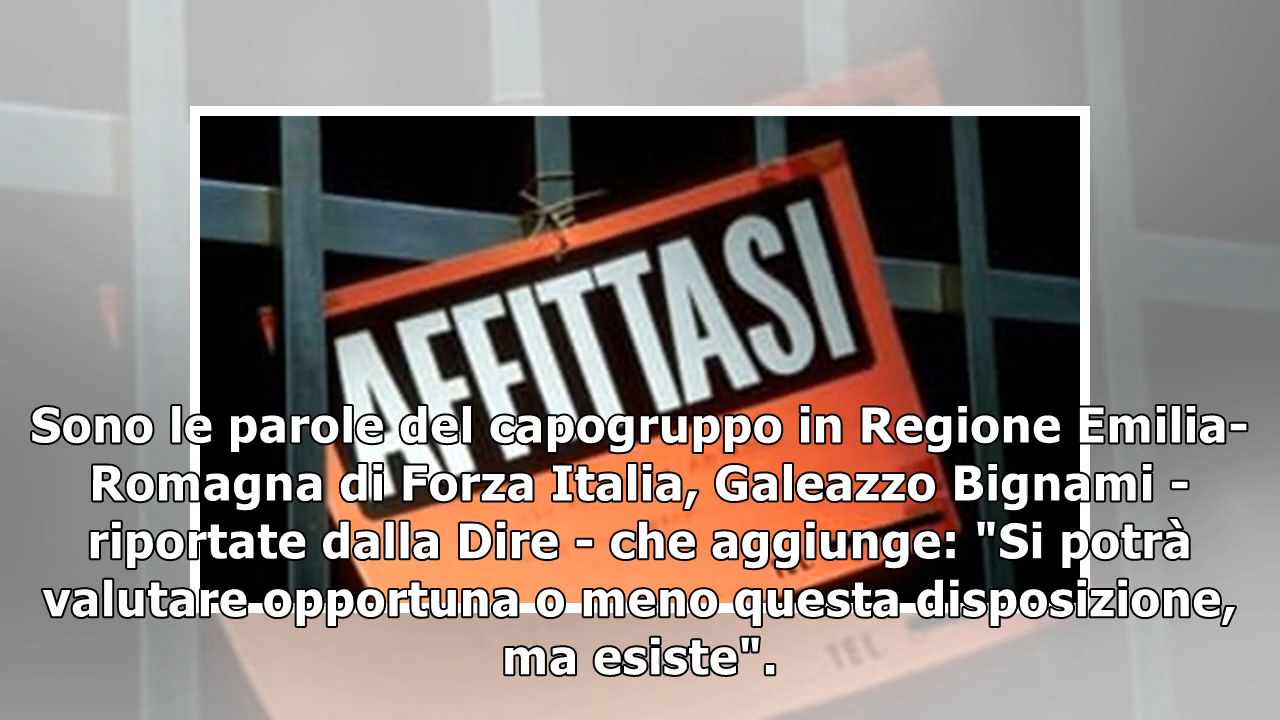 AFFITTASI
Sono le parole del capogruppo in Regione Emilia-
Romagna di Forza Italia, Galeazzo Bignami -
riportate dalla Dire - che aggiunge: "Si potrà
valutare opportuna o meno questa disposizione,
ma esiste".
TEL